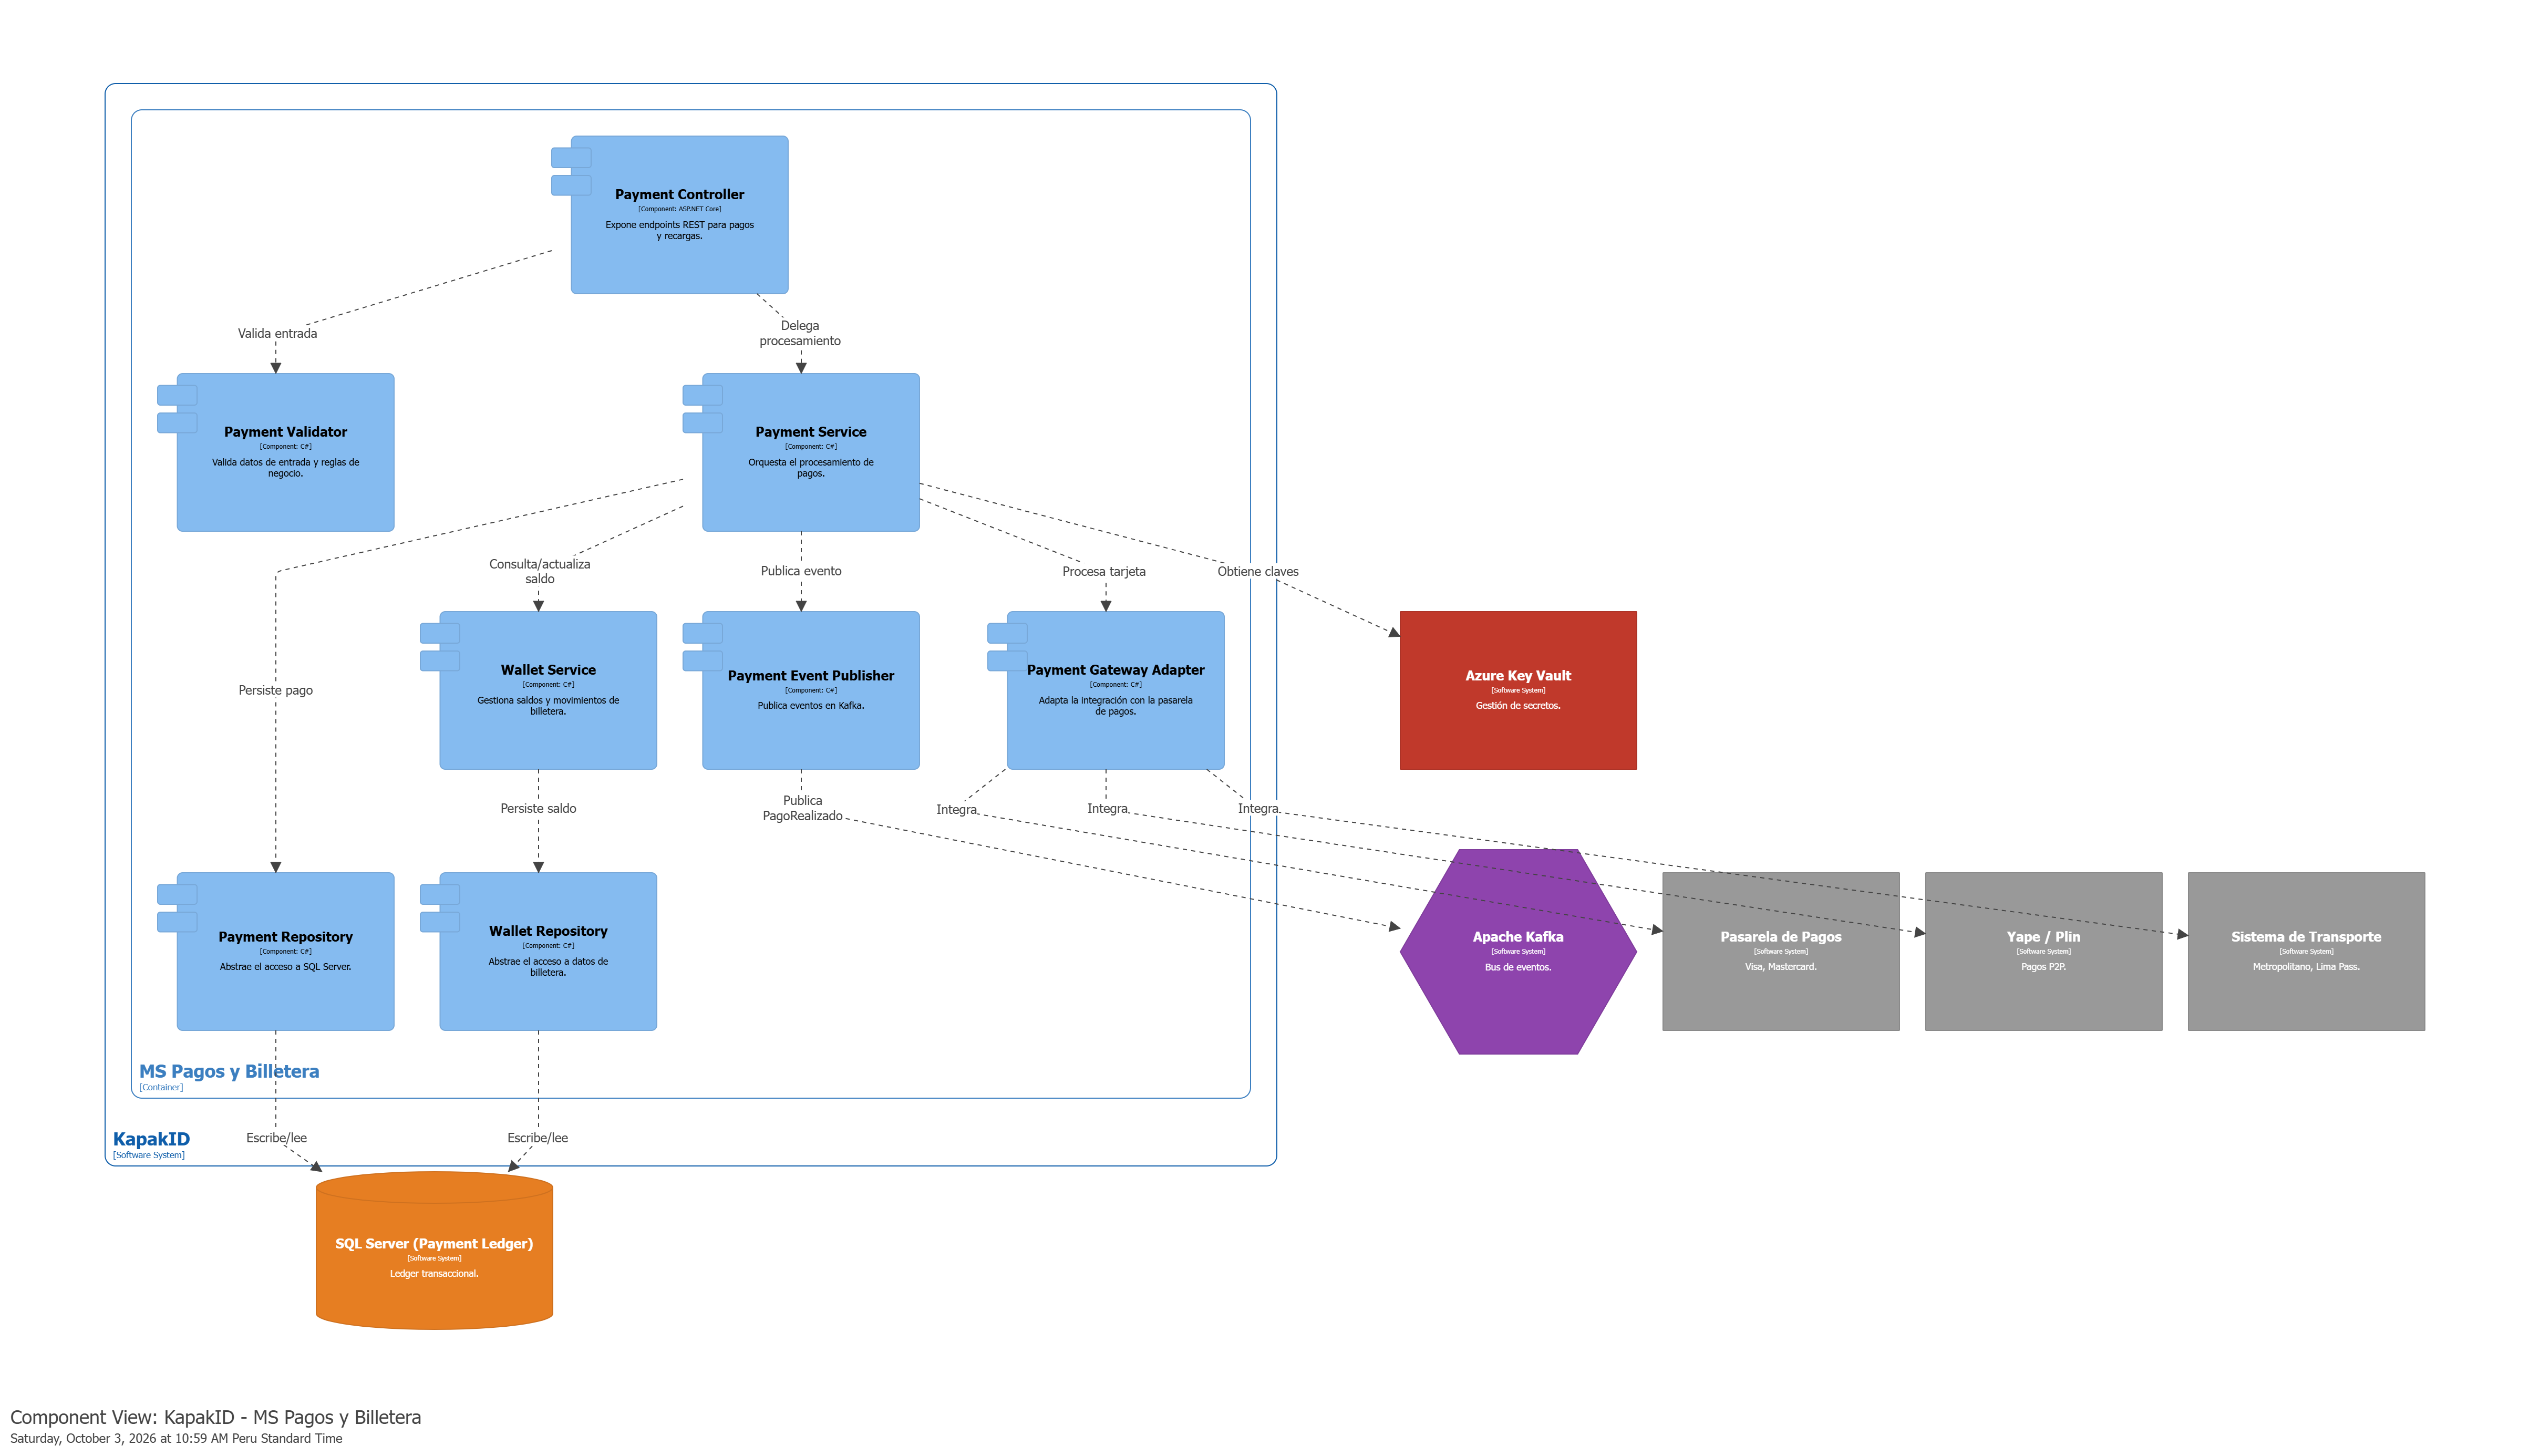 Payment Controller
[Component: ASP.NET Core]
Expone endpoints REST para pagos
y recargas.
Valida entrada
Delega
procesamiento
Payment Validator
[Component: C#]
Valida datos de entrada y reglas de
negocio.
Payment Service
[Component: C#]
Orquesta el procesamiento de
pagos.
Consulta/actualiza
saldo
Publica evento
Procesa tarjeta
Obtiene claves
Persiste pago
Wallet Service
[Component: C#]
Gestiona saldos y movimientos de
billetera.
Payment Event Publisher
[Component: C#]
Publica eventos en Kafka.
Payment Gateway Adapter
[Component: C#]
Adapta la integración con la pasarela
de pagos.
Azure Key Vault
[Software System]
Gestión de secretos.
Persiste saldo
Publica
PagoRealizado
Integra
Integra
Integra
Payment Repository
[Component: C#]
Abstrae el acceso a SQL Server.
Wallet Repository
[Component: C#]
Abstrae el acceso a datos de
billetera.
Apache Kafka
[Software System]
Bus de eventos.
Pasarela de Pagos
[Software System]
Visa, Mastercard.
Yape / Plin
[Software System]
Pagos P2P.
Sistema de Transporte
[Software System]
Metropolitano, Lima Pass.
MS Pagos y Billetera
[Container]
KapakID
[Software System]
Escribe/lee
Escribe/lee
SQL Server (Payment Ledger)
[Software System]
Ledger transaccional.
Component View: KapakID - MS Pagos y Billetera
Saturday, October 3, 2026 at 10:59 AM Peru Standard Time